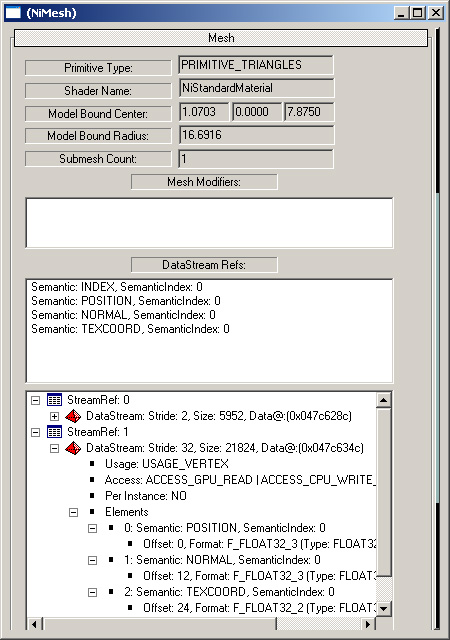 (NiMesh)
Mesh
Primitive Type: PRIMITIVE_TRIANGLES
Shader Name: NiStandardMaterial
Model Bound Center: 1.0703 0.0000 7.8750
Model Bound Radius: 16.6916
Submesh Count: 1
Mesh Modifiers:
DataStream Refs:
Semantic: INDEX, SemanticIndex: 0
Semantic: POSITION, SemanticIndex: 0
Semantic: NORMAL, SemanticIndex: 0
Semantic: TEXCOORD, SemanticIndex: 0
StreamRef: 0
DataStream: Stride: 2, Size: 5952, Data@:(0x047c628c)
StreamRef: 1
DataStream: Stride: 32, Size: 21824, Data@:(0x047c634c)
Usage: USAGE_VERTEX
Access: ACCESS_GPU_READ |ACCESS_CPU_WRITE_
Per Instance: NO
Elements
0: Semantic: POSITION, SemanticIndex: 0
Offset: 0, Format: F_FLOAT32_3 (Type: FLOAT32
1: Semantic: NORMAL, SemanticIndex: 0
Offset: 12, Format: F_FLOAT32_3 (Type: FLOAT3
2: Semantic: TEXCOORD, SemanticIndex: 0
Offset: 24, Format: F_FLOAT32_2 (Type: FLOAT3